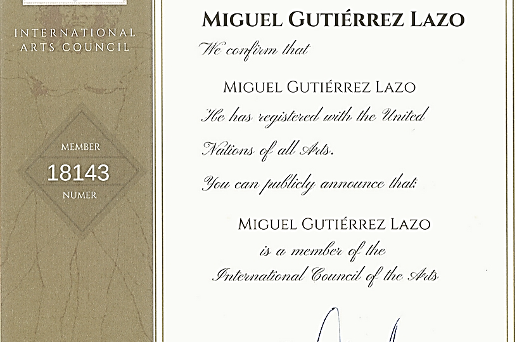 INTERNATIONAL
ARTS COUNCIL
MEMBER
18143
NUMER
MIGUEL GUTIÉRREZ LAZO
We confirm that
MIGUEL GUTIÉRREZ LAZO
He has registered with the United
Nations of all Arts.
You can publicly announce that:
MIGUEL GUTIÉRREZ LAZO
is a member of the
International Council of the Arts